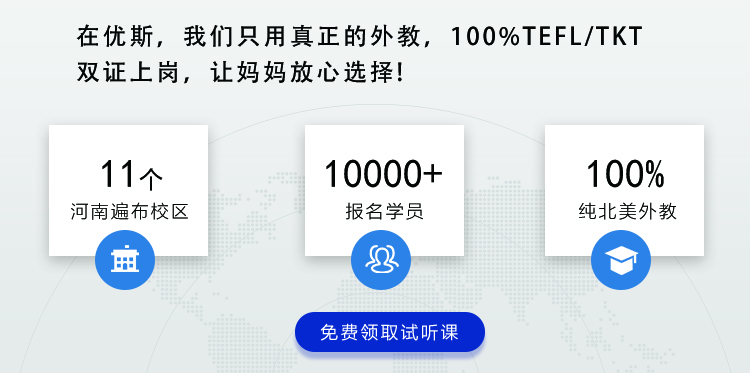 在优斯，我们只用真正的外教，100%TEFL/TKT
双证上岗，让妈妈放心选择!
11个
河南遍布校区
10000+
报名学员
100%
纯北美外教
免费领取试听课